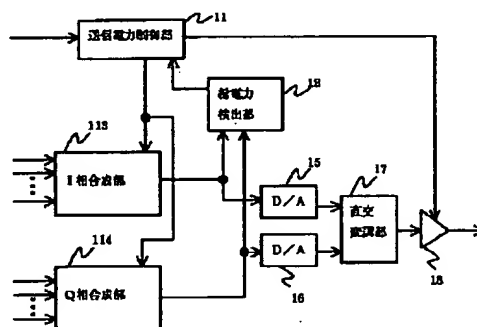 11
送信電力制御部
12
総電力
検出部
113
I相合成部
15
D/A
17
直交
変調部
114
Q相合成部
D/A
16
18